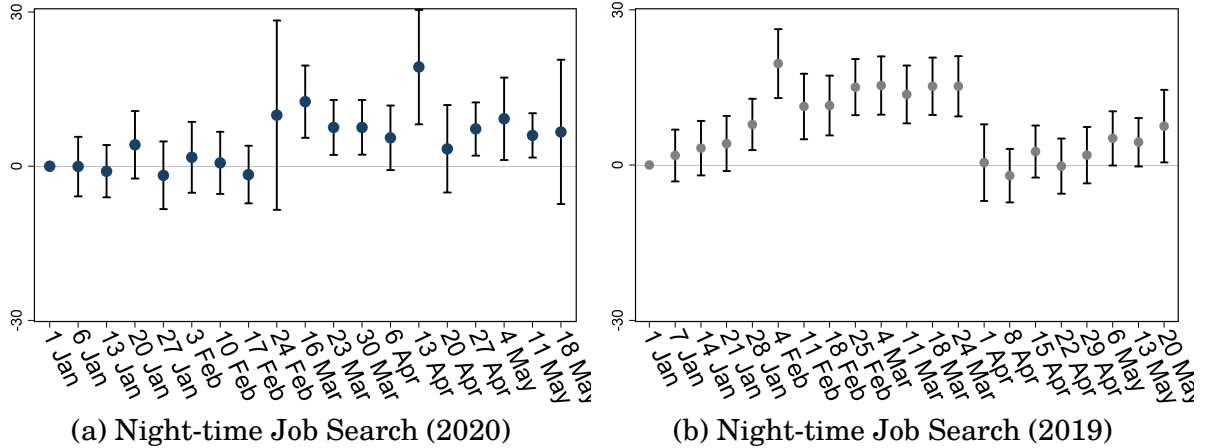 30
0
-30
1 Jan
6 Jan
13 Jan
20 Jan
27 Jan
3 Feb
10 Feb
17 Feb
24 Feb
16 Mar
23 Mar
30 Mar
6 Apr
13 Apr
20 Apr
27 Apr
4 May
11 May
18 May
(a) Night-time Job Search (2020)
30
0
-30
1 Jan
7 Jan
14 Jan
21 Jan
28 Jan
4 Feb
11 Feb
18 Feb
25 Feb
4 Mar
11 Mar
18 Mar
24 Mar
1 Apr
8 Apr
15 Apr
22 Apr
29 Apr
6 May
13 May
20 May
(b) Night-time Job Search (2019)